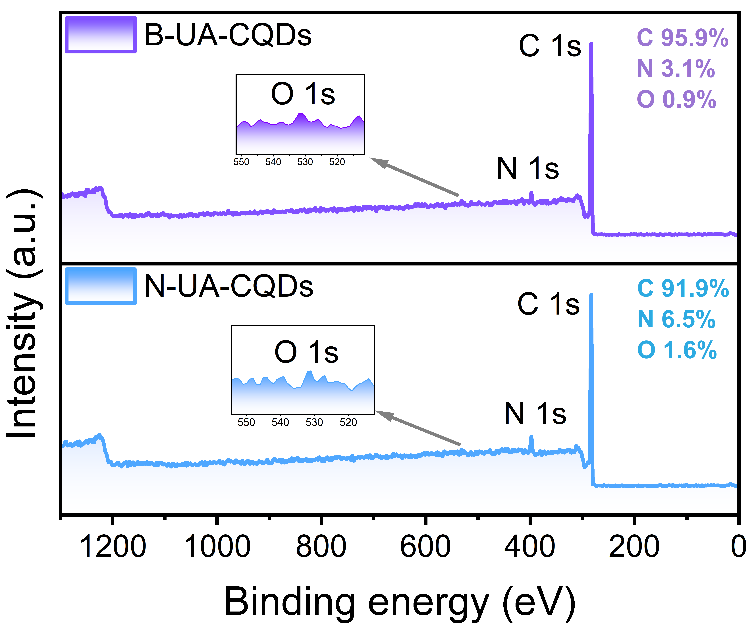 B-UA-CQDs
C 1s
C 95.9%
N 3.1%
O 0.9%
O 1s
550 540 530 520
N 1s
N-UA-CQDs
C 1s
C 91.9%
N 6.5%
O 1.6%
O 1s
550 540 530 520
N 1s
Intensity (a.u.)
1200 1000 800 600 400 200 0
Binding energy (eV)